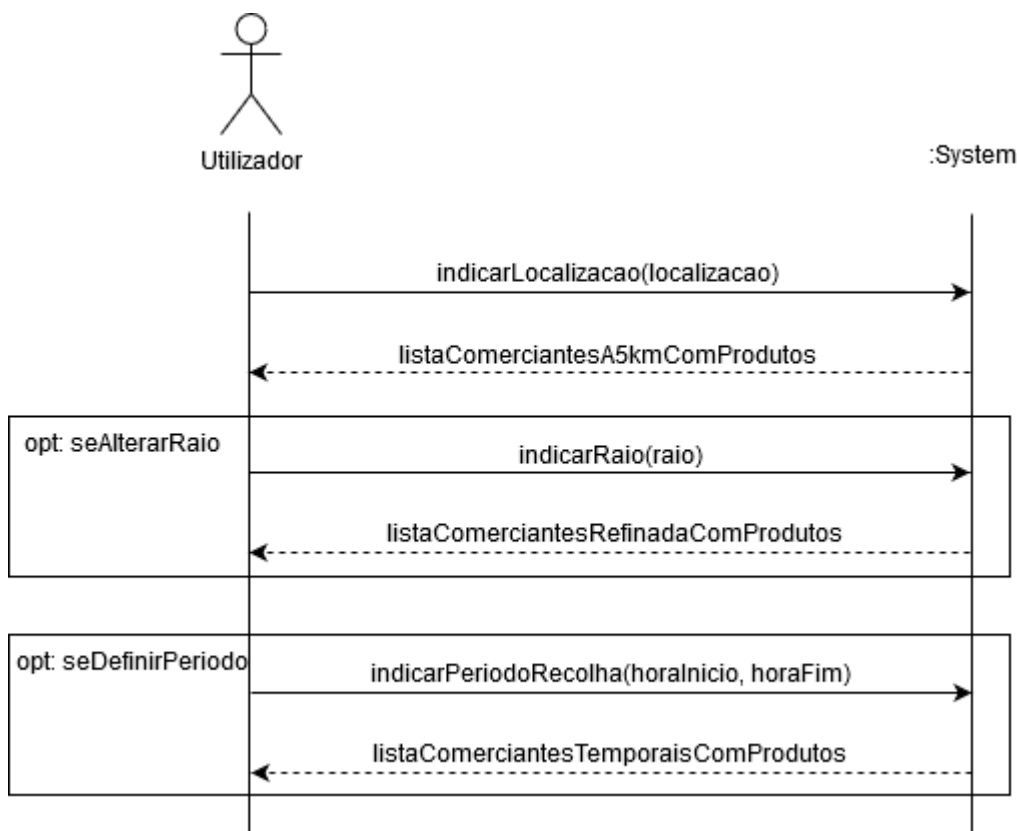 Utilizador
:System
indicarLocalizacao(localizacao)
listaComerciantesA5kmComProdutos
opt: seAlterarRaio
indicarRaio(raio)
listaComerciantesRefinadaComProdutos
opt: seDefinirPeriodo
indicarPeriodoRecolha(horaInicio, horaFim)
listaComerciantesTemporaisComProdutos